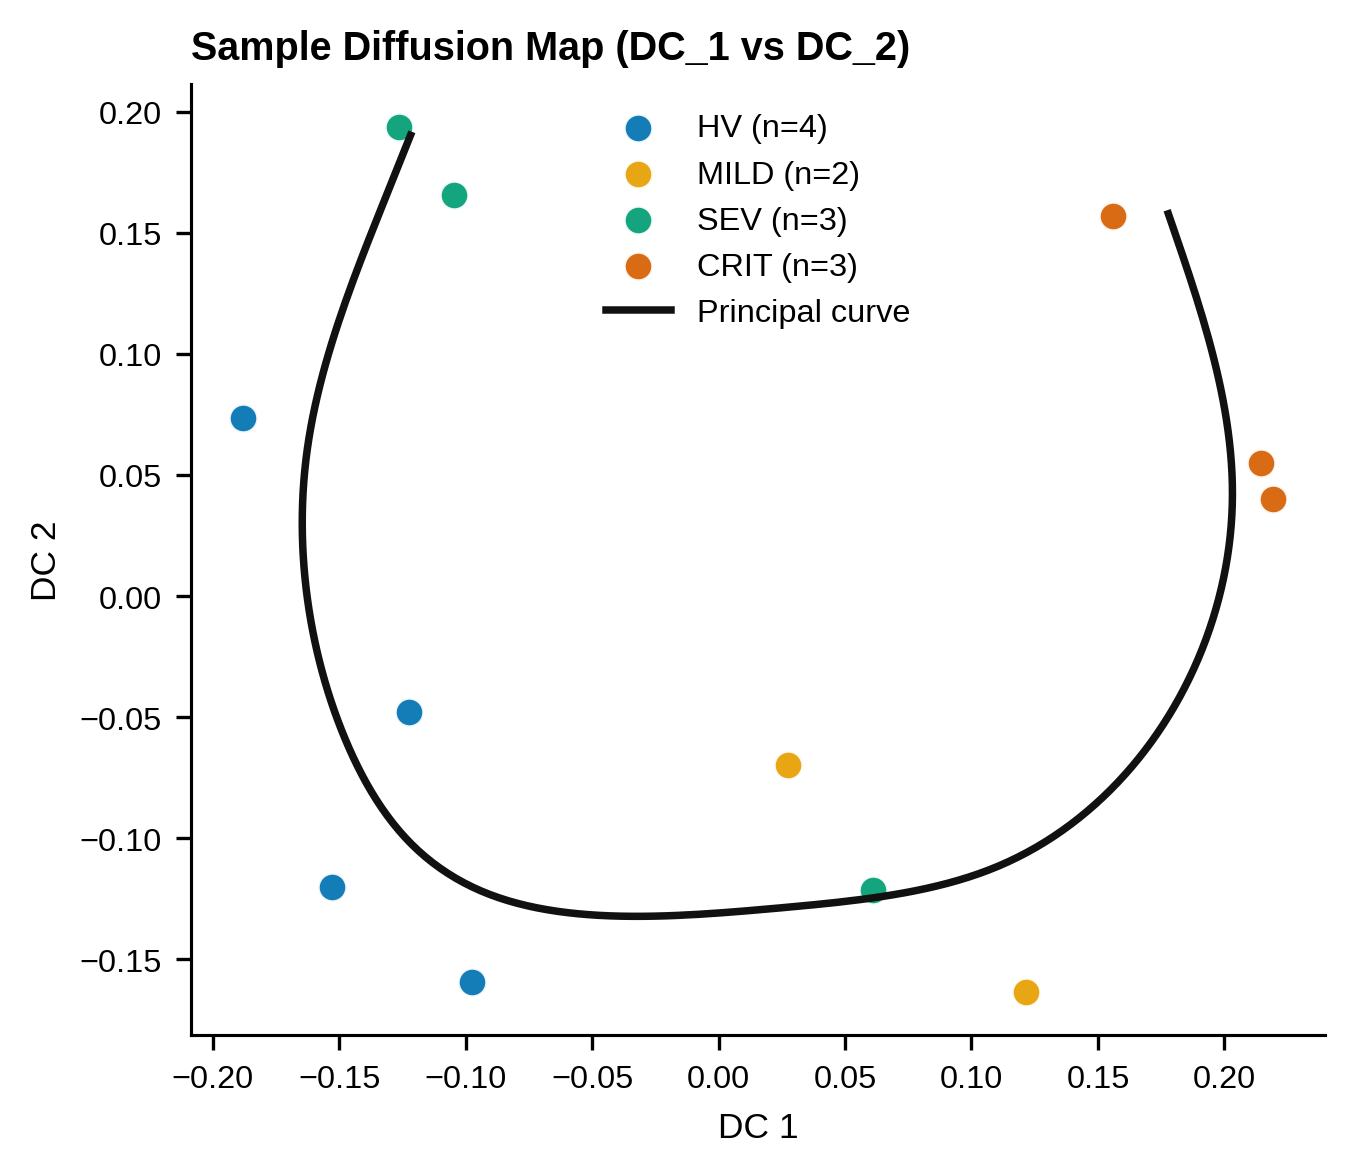 Sample Diffusion Map (DC_1 vs DC_2)
HV (n=4)
MILD (n=2)
SEV (n=3)
CRIT (n=3)
Principal curve
DC 2
0.20
0.15
0.10
0.05
0.00
−0.05
−0.10
−0.15
−0.20 −0.15 −0.10 −0.05 0.00 0.05 0.10 0.15 0.20
DC 1